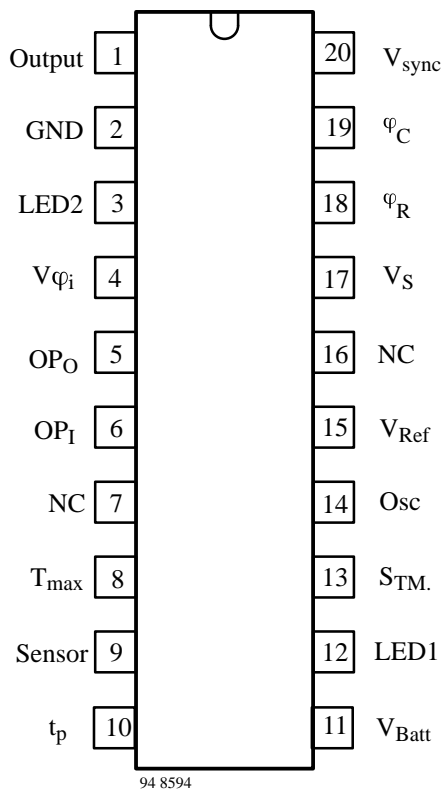 Output 1 20 Vsync
GND 2 19 φC
LED2 3 18 φR
Vφi 4 17 VS
OPO 5 16 NC
OPI 6 15 VRef
NC 7 14 Osc
Tmax 8 13 STM.
Sensor 9 12 LED1
tp 10 11 VBatt
94 8594